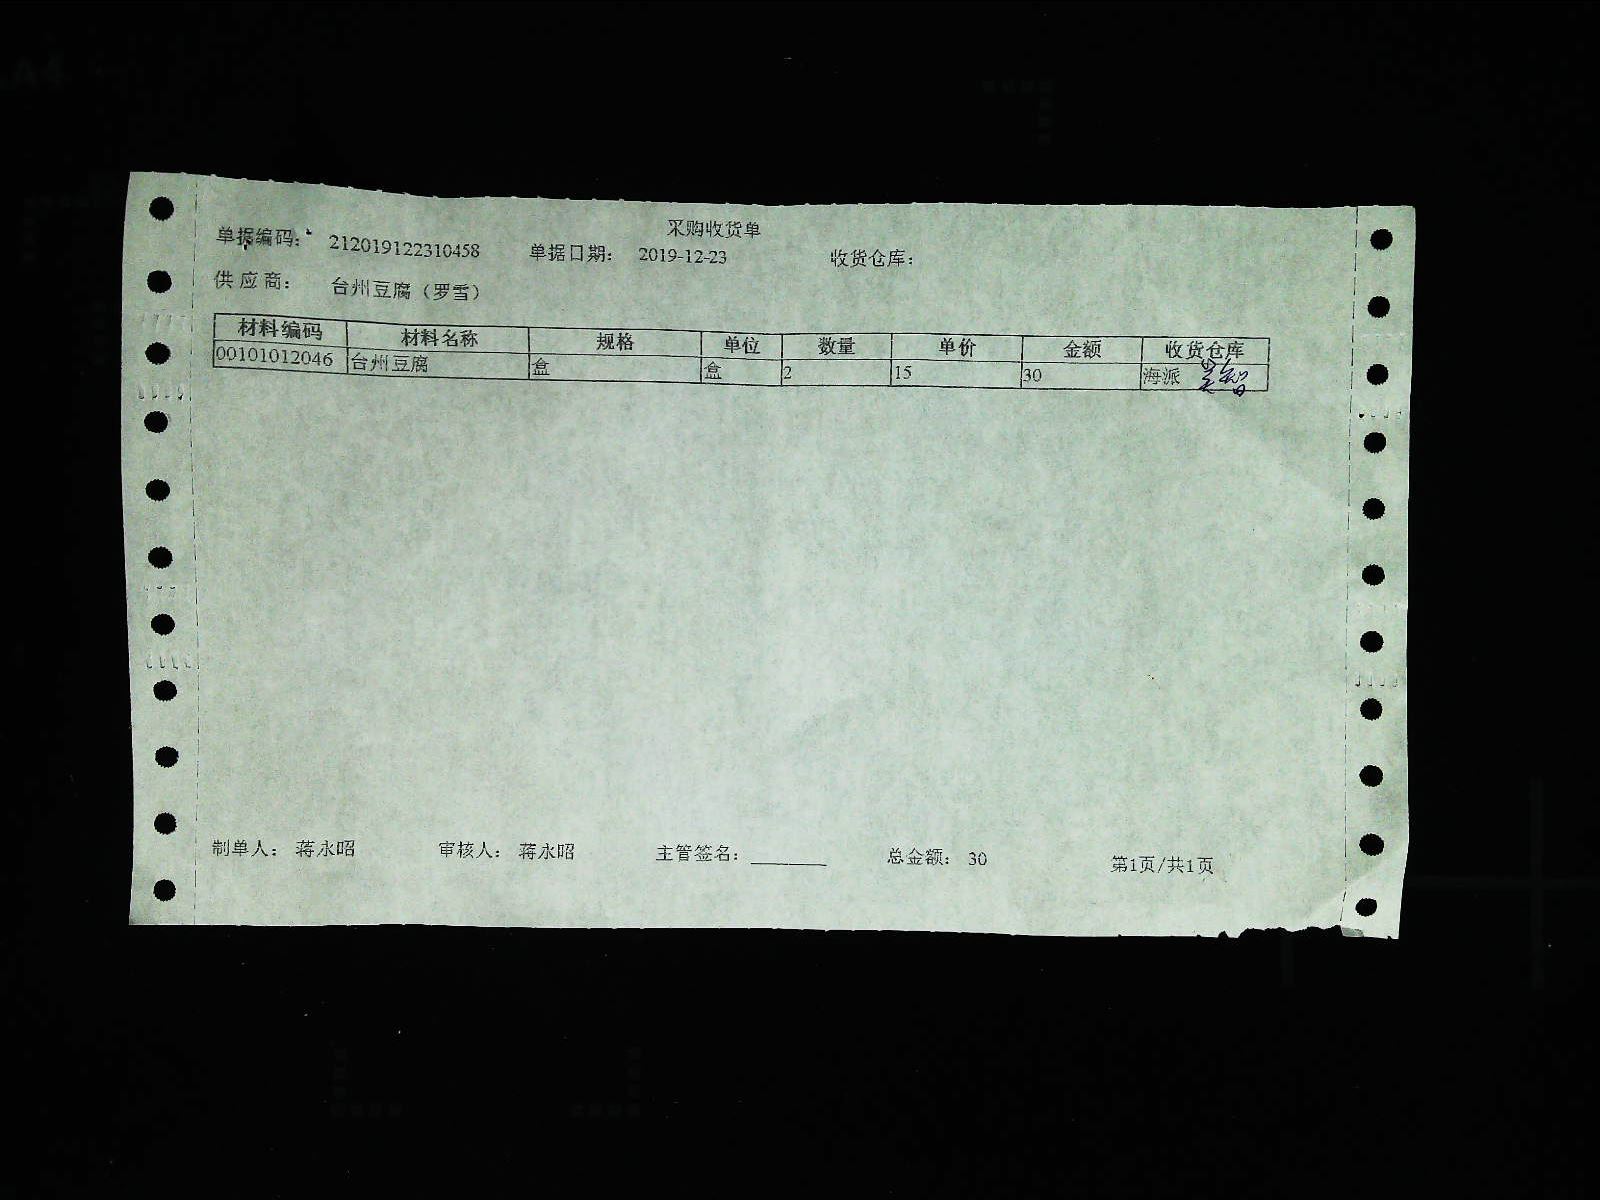 采购收货单
单据编码： 212019122310458 单据日期： 2019-12-23 收货仓库：
供 应 商： 台州豆腐（罗雪）
材料编码 材料名称 规格 单位 数量 单价 金额 收货仓库
00101012046 台州豆腐 盒 盒 2 15 30 海派
制单人： 蒋永昭 审核人： 蒋永昭 主管签名：________ 总金额： 30 第1页/共1页